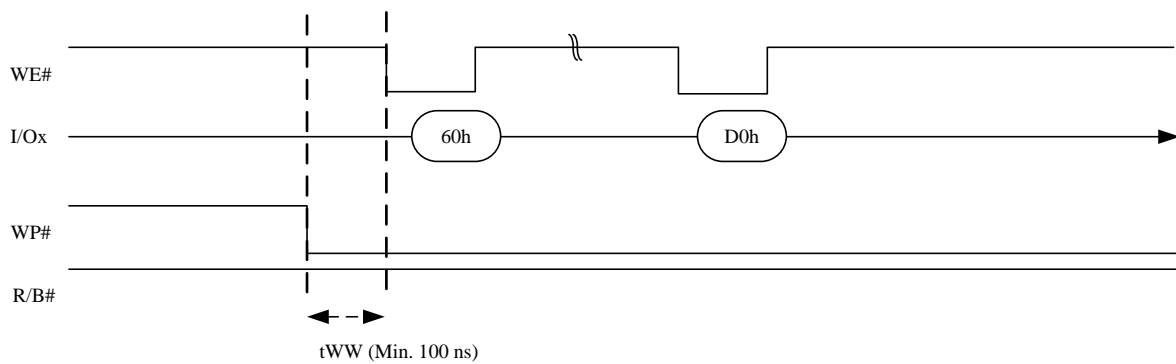 WE#
I/Ox
60h
D0h
WP#
R/B#
tWW (Min. 100 ns)